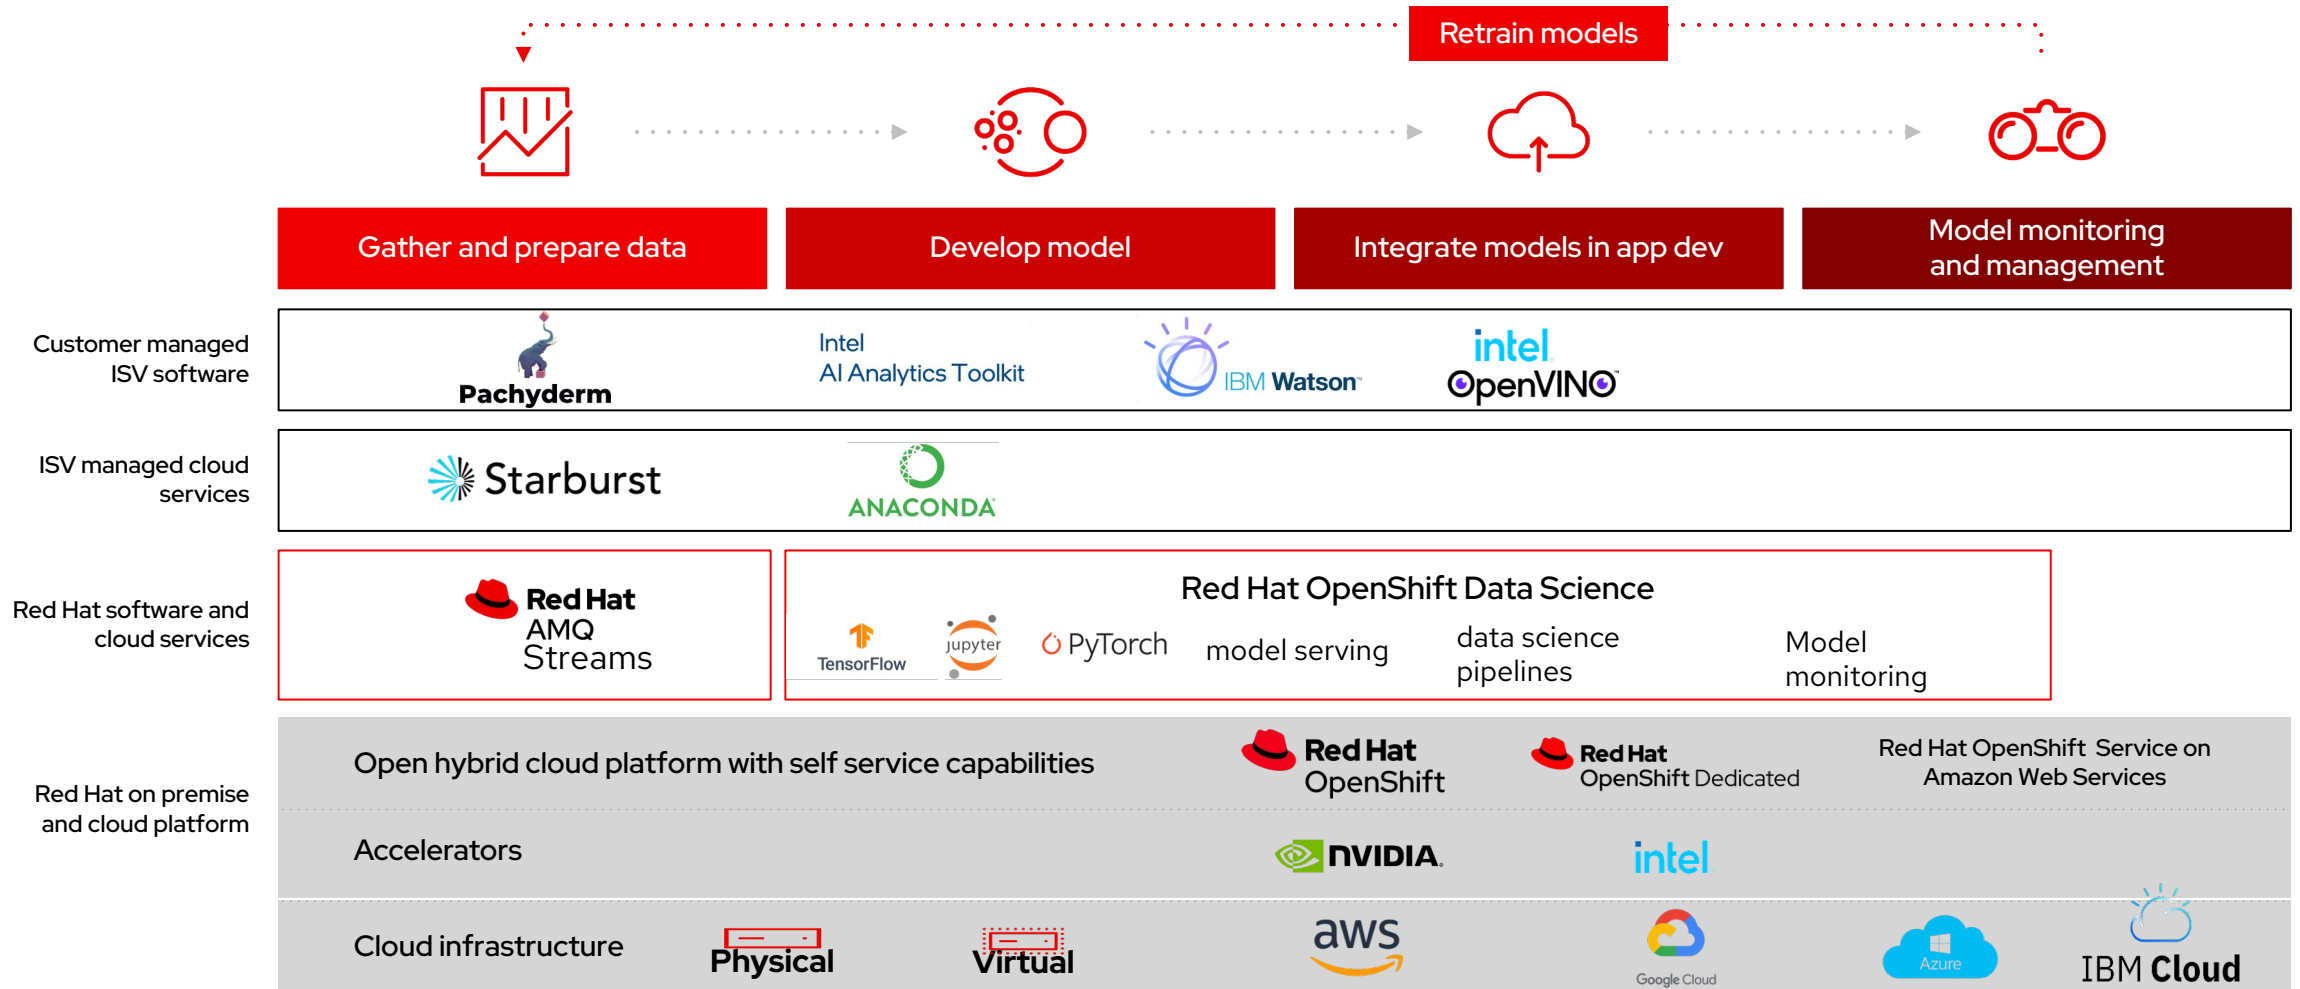 Retrain models
Gather and prepare data
Develop model
Integrate models in app dev
Model monitoring
and management
Customer managed
ISV software
Pachyderm
Intel
AI Analytics Toolkit
IBM Watson™
intel.
OpenVINO™
ISV managed cloud
services
Starburst
ANACONDA®
Red Hat software and
cloud services
Red Hat
AMQ
Streams
Red Hat OpenShift Data Science
TensorFlow
jupyter
PyTorch
model serving
data science
pipelines
Model
monitoring
Red Hat on premise
and cloud platform
Open hybrid cloud platform with self service capabilities
Red Hat
OpenShift
Red Hat
OpenShift Dedicated
Red Hat OpenShift Service on
Amazon Web Services
Accelerators
NVIDIA.
intel
Cloud infrastructure
Physical
Virtual
aws
Google Cloud
Azure
IBM Cloud